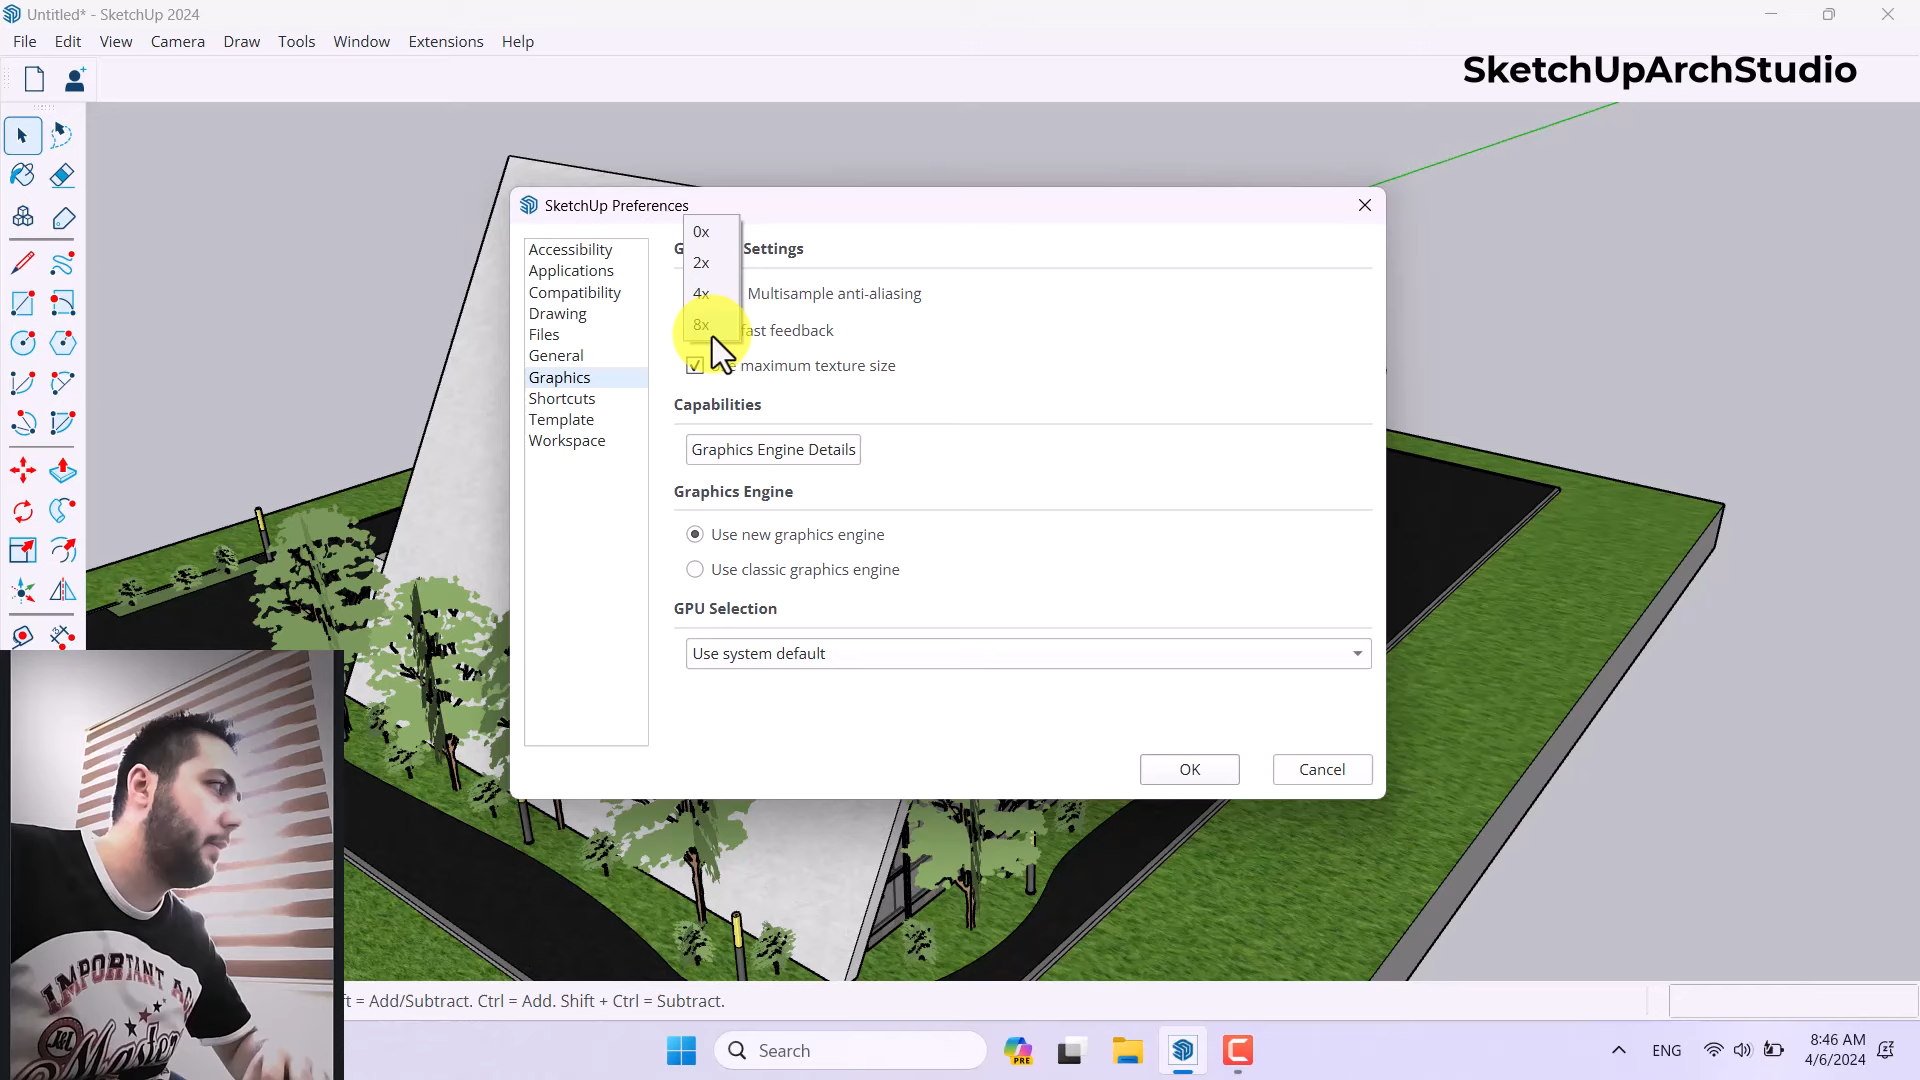 Untitled* - SketchUp 2024
File Edit View Camera Draw Tools Window Extensions Help
SketchUpArchStudio
SketchUp Preferences
Accessibility
Applications
Compatibility
Drawing
Files
General
Graphics
Shortcuts
Template
Workspace
0x
2x
4x
8x
Settings
Multisample anti-aliasing
fast feedback
maximum texture size
Capabilities
Graphics Engine Details
Graphics Engine
Use new graphics engine
Use classic graphics engine
GPU Selection
Use system default
OK Cancel
= Add/Subtract. Ctrl = Add. Shift + Ctrl = Subtract.
IMPORTANT
Master
Search
PRE
ENG
8:46 AM
4/6/2024